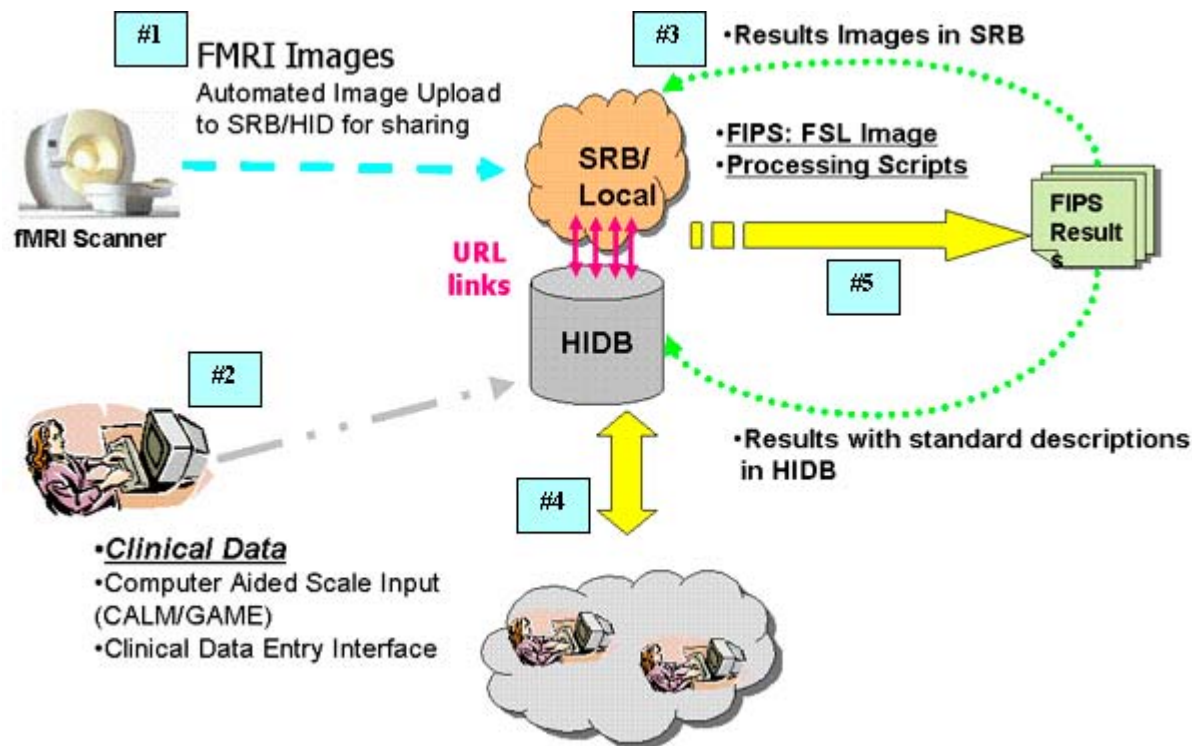 #1
FMRI Images
Automated Image Upload
to SRB/HID for sharing
fMRI Scanner
#3
•Results Images in SRB
SRB/
Local
•FIPS: FSL Image
•Processing Scripts
FIPS
Result
s
#5
URL
links
HIDB
#2
•Results with standard descriptions
in HIDB
#4
•Clinical Data
•Computer Aided Scale Input
(CALM/GAME)
•Clinical Data Entry Interface